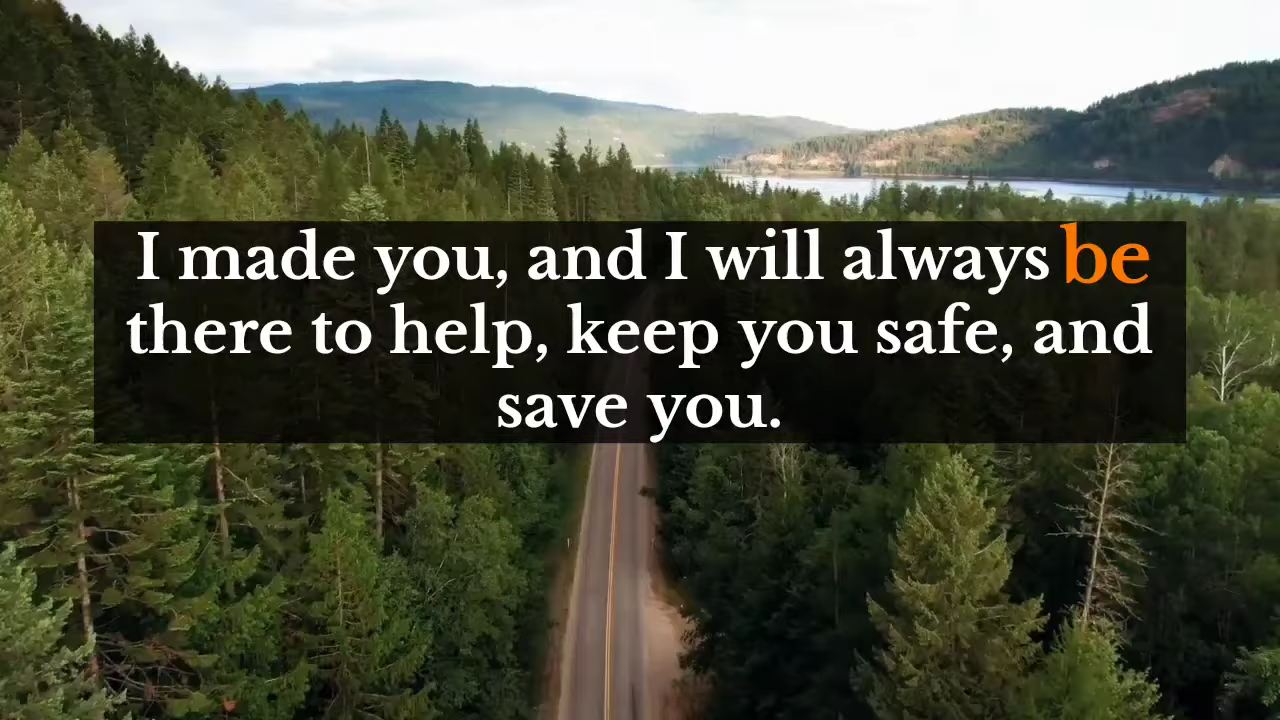 I made you, and I will always be
there to help, keep you safe, and
save you.